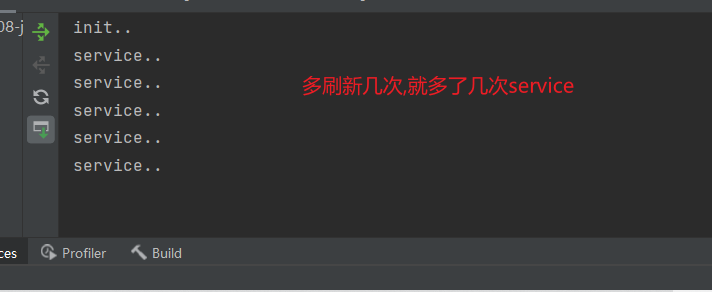 08-j
init..
service..
service..
多刷新几次,就多了几次service
service..
service..
service..
ces
Profiler
Build